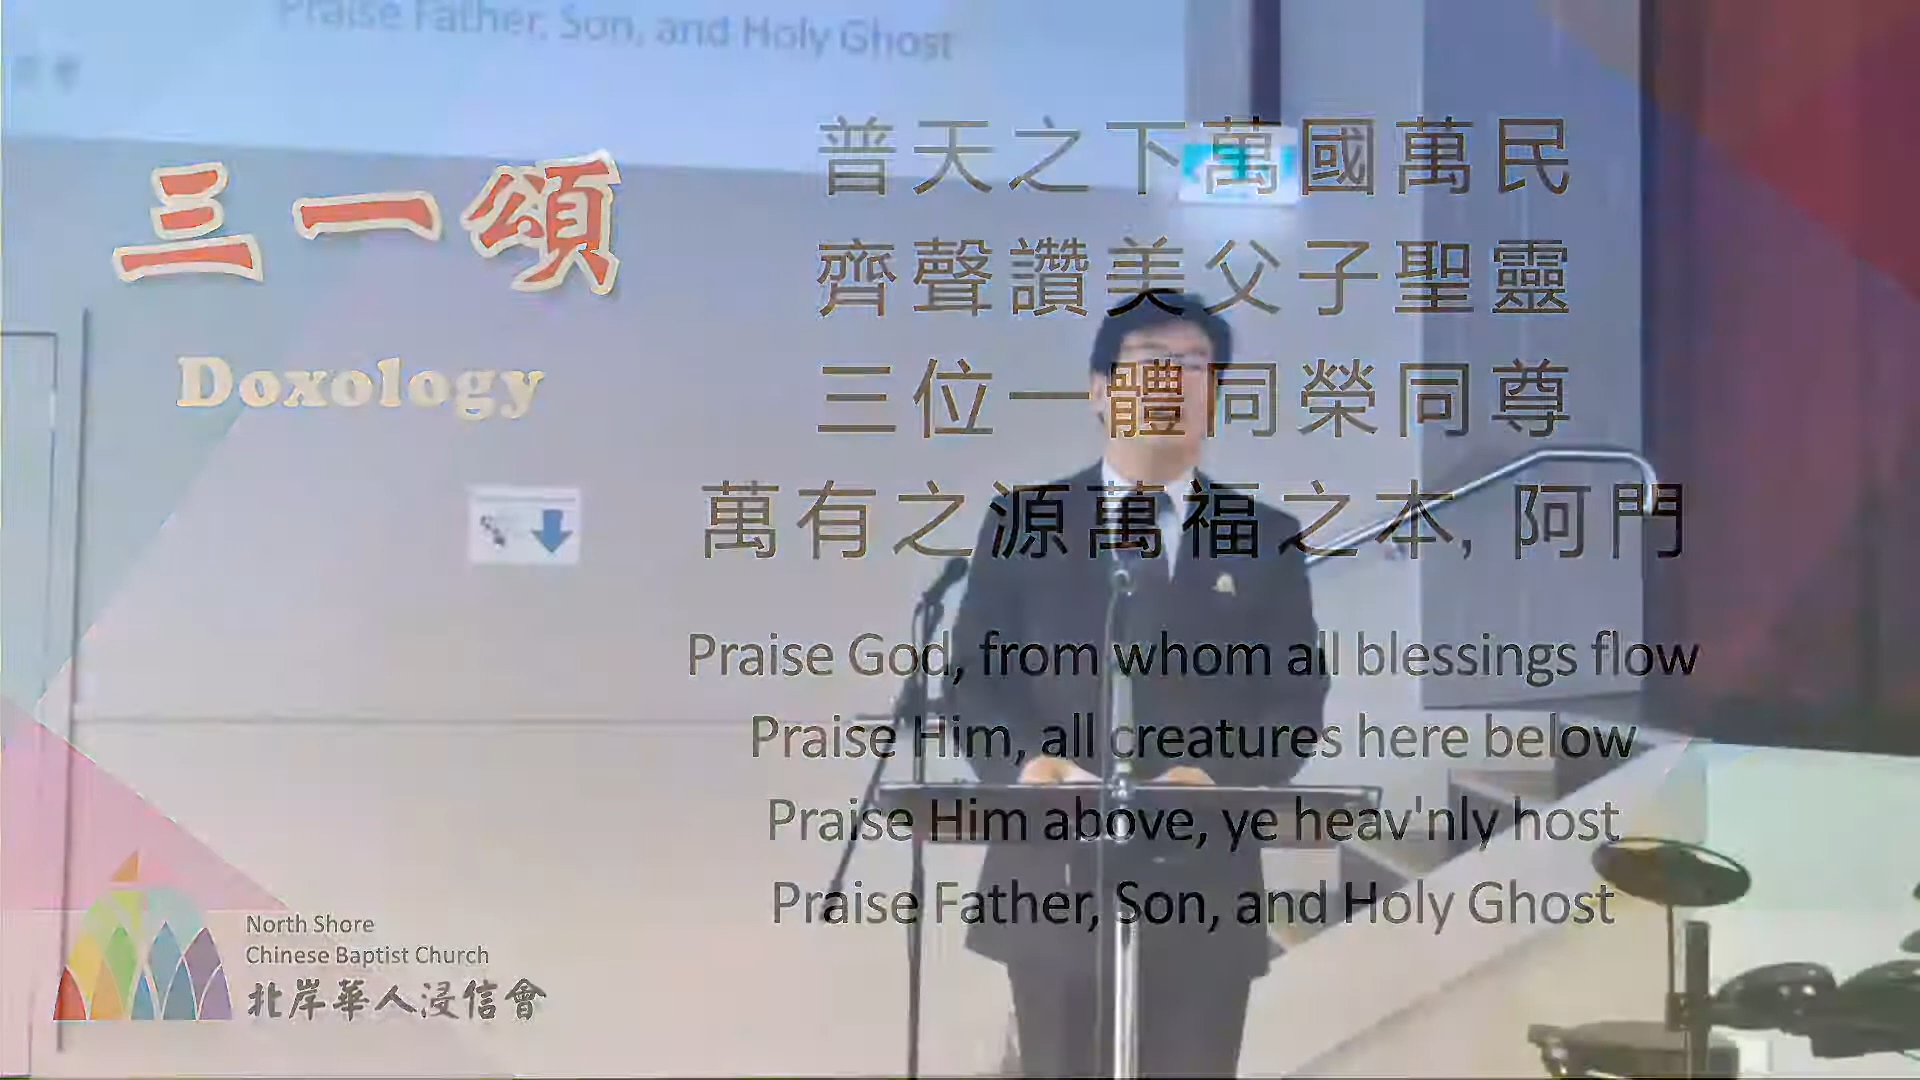 Praise Father, Son, and Holy Ghost
三一頌
Doxology
普天之下萬國萬民
齊聲讚美父子聖靈
三位一體同榮同尊
萬有之源萬福之本, 阿門
Praise God, from whom all blessings flow
Praise Him, all creatures here below
Praise Him above, ye heav'nly host
Praise Father, Son, and Holy Ghost
North Shore
Chinese Baptist Church
北岸華人浸信會